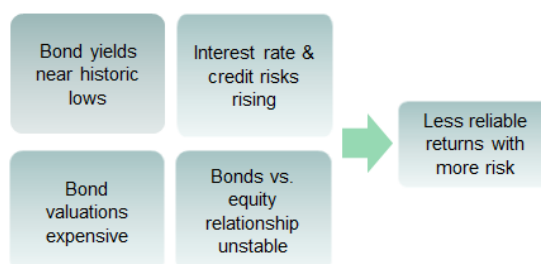 Bond yields
near historic
lows
Interest rate &
credit risks
rising
Bond
valuations
expensive
Bonds vs.
equity
relationship
unstable
Less reliable
returns with
more risk